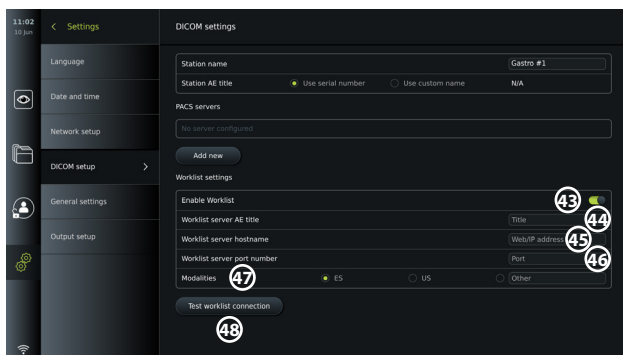 11:02
10 Jun
Settings
DICOM settings
Language
Date and time
Network setup
DICOM setup
General settings
Output setup
Station name
Gastro #1
Station AE title
Use serial number
Use custom name
N/A
PACS servers
No server configured
Add new
Worklist settings
Enable Worklist
43
Worklist server AE title
Title
44
Worklist server hostname
Web/IP address
45
Worklist server port number
Port
46
Modalities
47
ES
US
Other
Test worklist connection
48